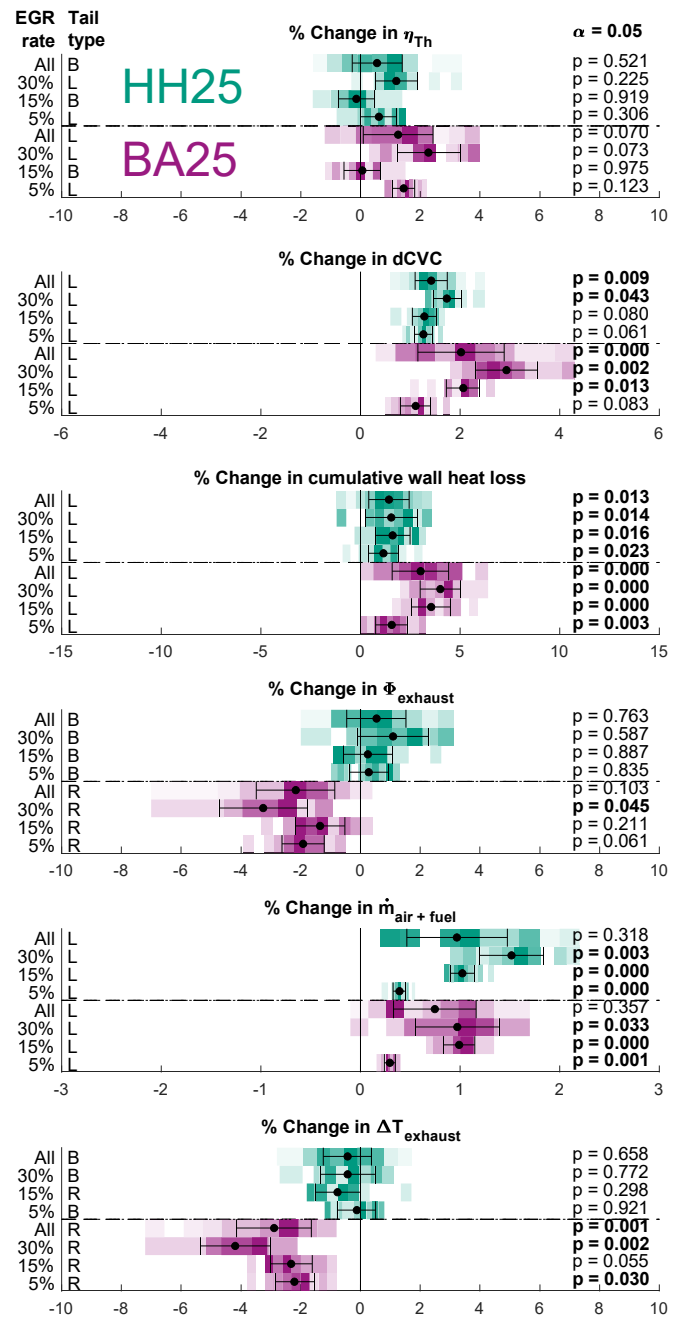 EGR rate Tail type % Change in ηTh α = 0.05
All B p = 0.521
30% L p = 0.225
15% B p = 0.919
5% L p = 0.306
HH25
All L p = 0.070
30% L p = 0.073
15% B p = 0.975
5% L p = 0.123
BA25
-10 -8 -6 -4 -2 0 2 4 6 8 10
% Change in dCVC
All L p = 0.009
30% L p = 0.043
15% L p = 0.080
5% L p = 0.061
All L p = 0.000
30% L p = 0.002
15% L p = 0.013
5% L p = 0.083
-6 -4 -2 0 2 4 6
% Change in cumulative wall heat loss
All L p = 0.013
30% L p = 0.014
15% L p = 0.016
5% L p = 0.023
All L p = 0.000
30% L p = 0.000
15% L p = 0.000
5% L p = 0.003
-15 -10 -5 0 5 10 15
% Change in Φexhaust
All B p = 0.763
30% B p = 0.587
15% B p = 0.887
5% B p = 0.835
All R p = 0.103
30% R p = 0.045
15% R p = 0.211
5% R p = 0.061
-10 -8 -6 -4 -2 0 2 4 6 8 10
% Change in ṁair + fuel
All L p = 0.318
30% L p = 0.003
15% L p = 0.000
5% L p = 0.000
All L p = 0.357
30% L p = 0.033
15% L p = 0.000
5% L p = 0.001
-3 -2 -1 0 1 2 3
% Change in ΔTexhaust
All B p = 0.658
30% B p = 0.772
15% R p = 0.298
5% B p = 0.921
All R p = 0.001
30% R p = 0.002
15% R p = 0.055
5% R p = 0.030
-10 -8 -6 -4 -2 0 2 4 6 8 10